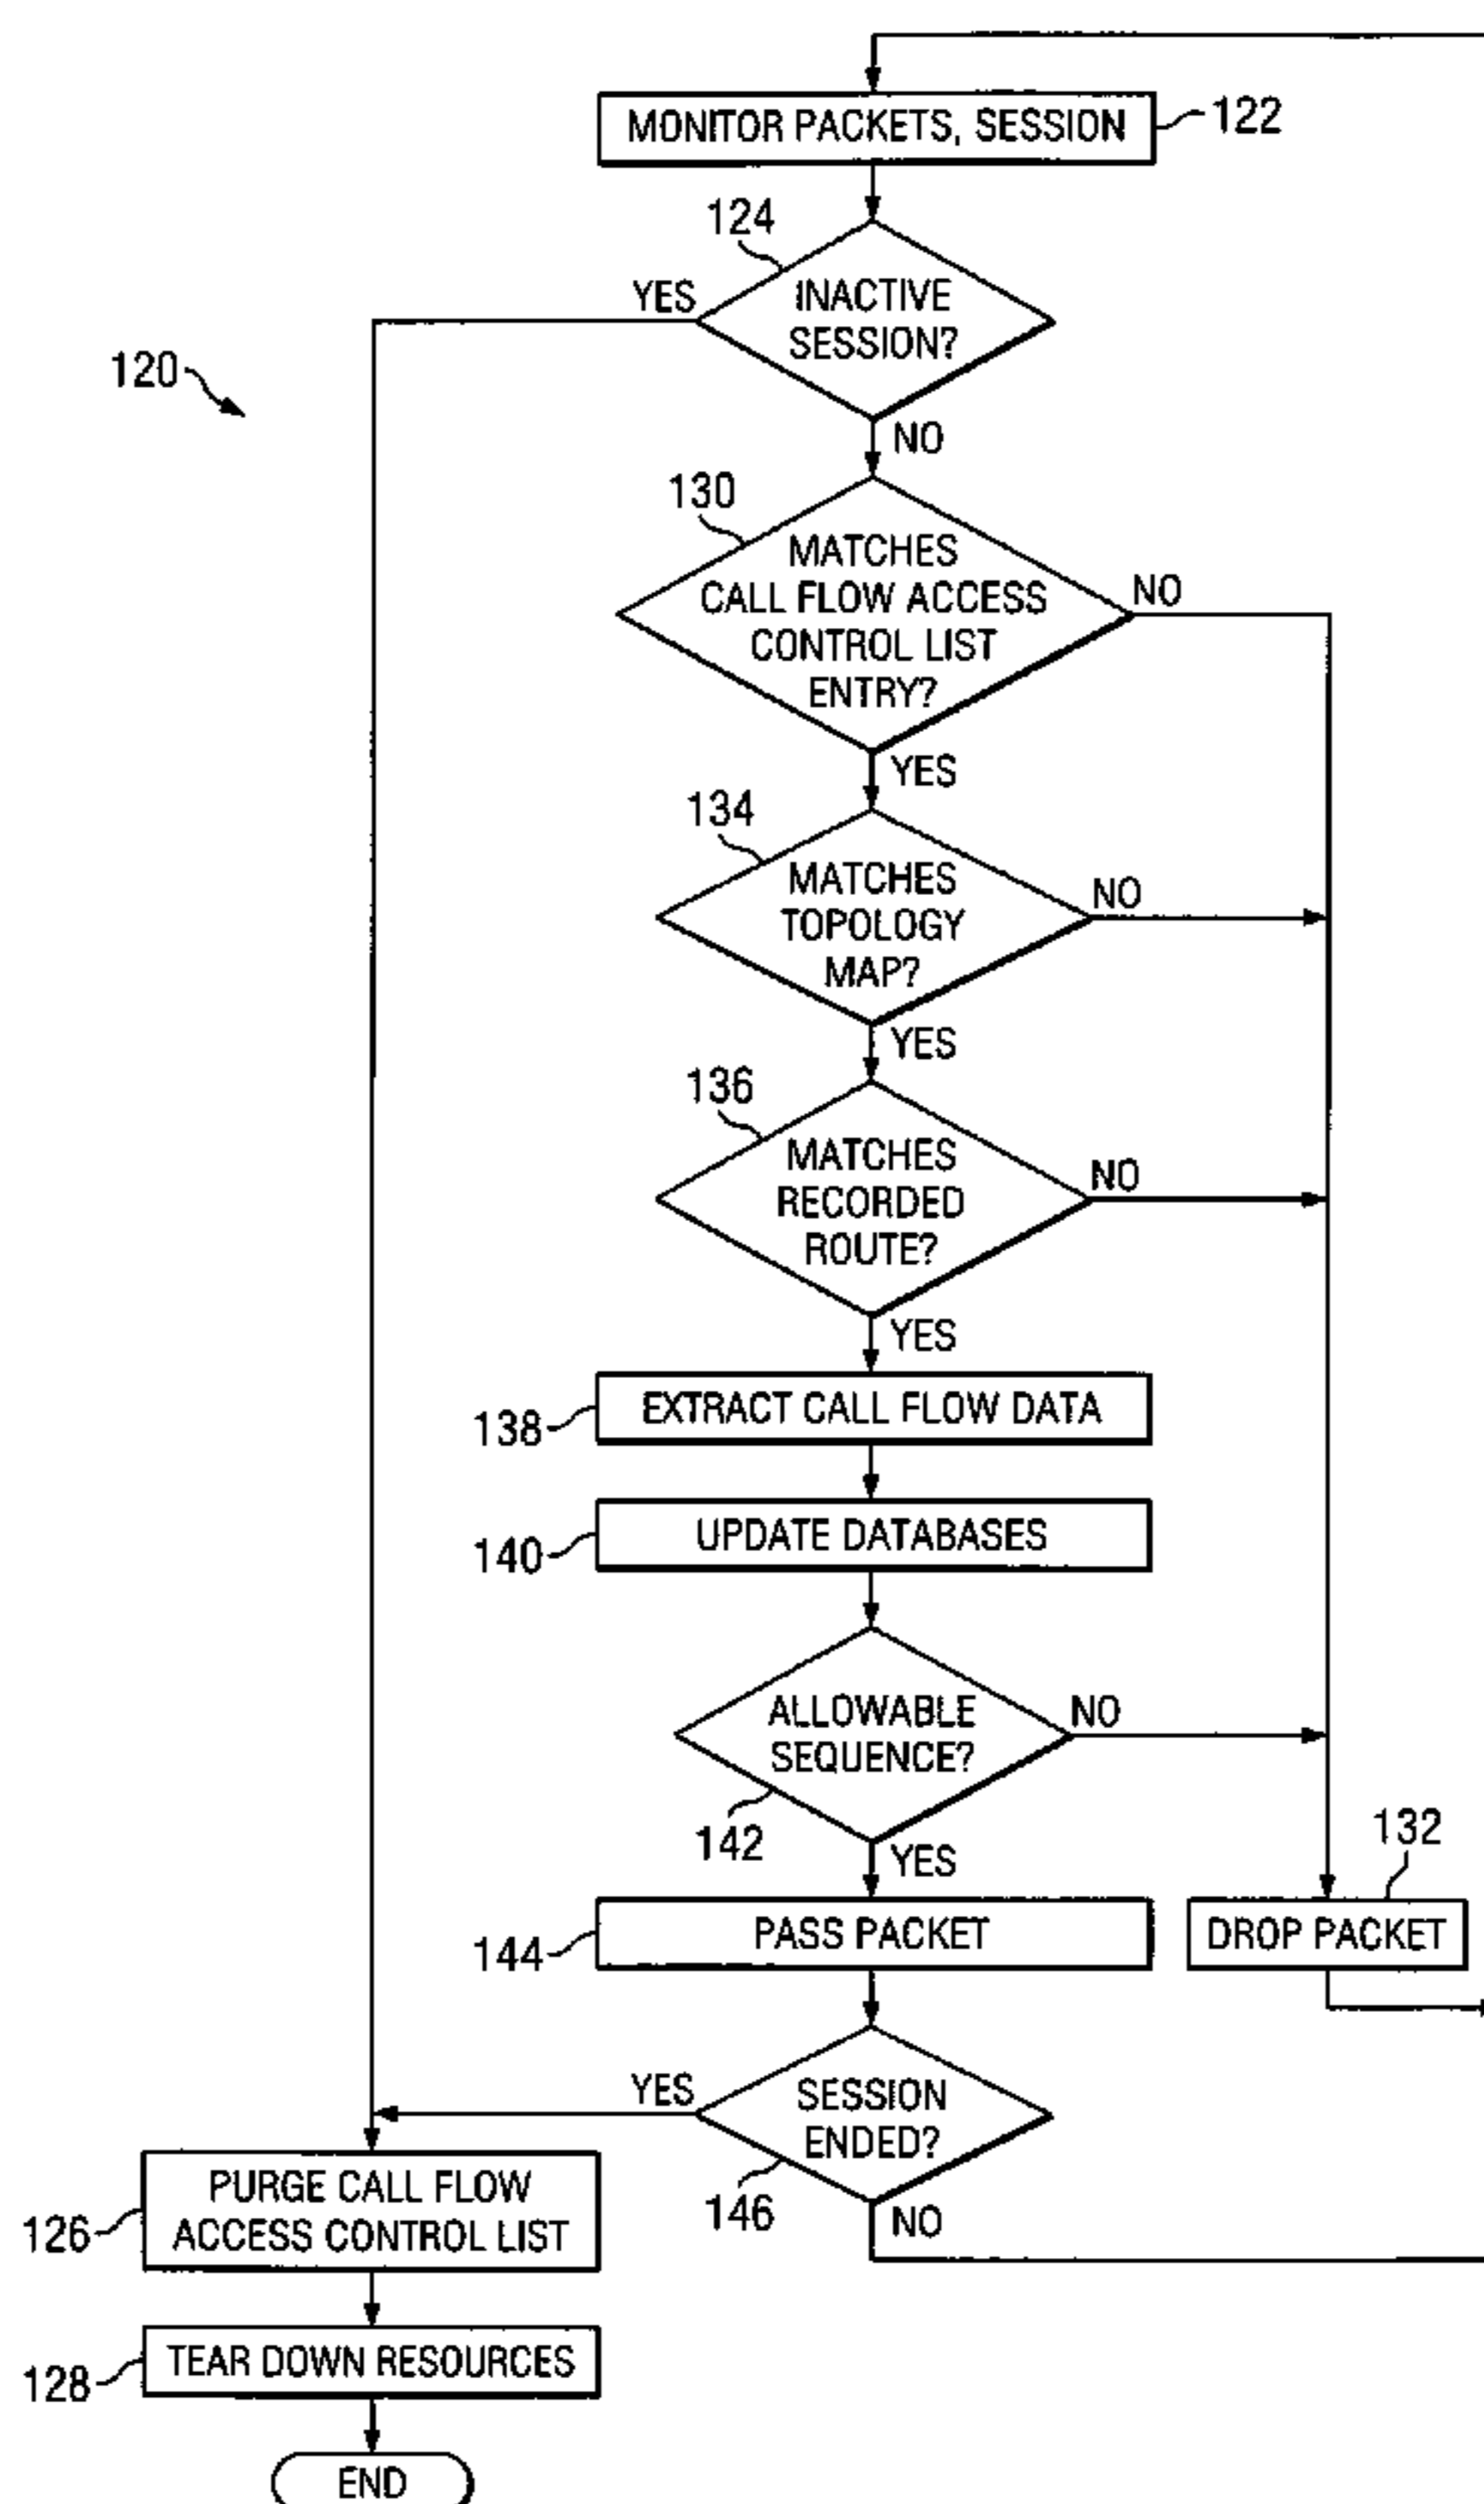 MONITOR PACKETS, SESSION
122
124
YES
INACTIVE
SESSION?
120
NO
130
MATCHES
CALL FLOW ACCESS
CONTROL LIST
ENTRY?
NO
YES
134
MATCHES
TOPOLOGY
MAP?
NO
YES
136
MATCHES
RECORDED
ROUTE?
NO
YES
138
EXTRACT CALL FLOW DATA
140
UPDATE DATABASES
ALLOWABLE
SEQUENCE?
NO
142
YES
132
144
PASS PACKET
DROP PACKET
YES
SESSION
ENDED?
146
NO
126
PURGE CALL FLOW
ACCESS CONTROL LIST
128
TEAR DOWN RESOURCES
END